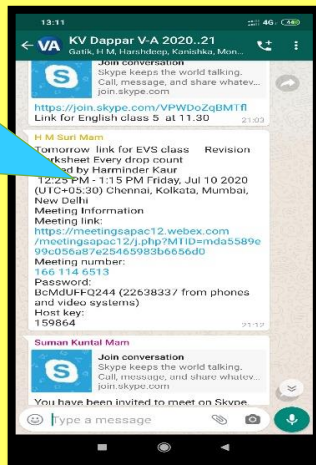 13:11
4G
VA
KV Dappar V-A 2020..21
Gatik, H M, Harshdeep, Kanishka, Mon...
Join conversation
Skype keeps the world talking.
Call, message, and share whatev...
join.skype.com
https://join.skype.com/VPWDoZqBMTfl
Link for English class 5 at 11.30
21:03
H M Suri Mam
Tomorrow link for EVS class Revision
worksheet Every drop count
by Harminder Kaur
12:25 PM - 1:15 PM Friday, Jul 10 2020
(UTC+05:30) Chennai, Kolkata, Mumbai,
New Delhi
Meeting Information
Meeting link:
https://meetingsapac12.webex.com
/meetingsapac12/j.php?MTID=mda5589e
99c056a87e25465983b6656d0
Meeting number:
166 114 6513
Password:
BcMdUFFQ244 (22638337 from phones
and video systems)
Host key:
159864
21:12
Suman Kuntal Mam
Join conversation
Skype keeps the world talking.
Call, message, and share whatev...
join.skype.com
You have been invited to meet on Skype.
Type a message